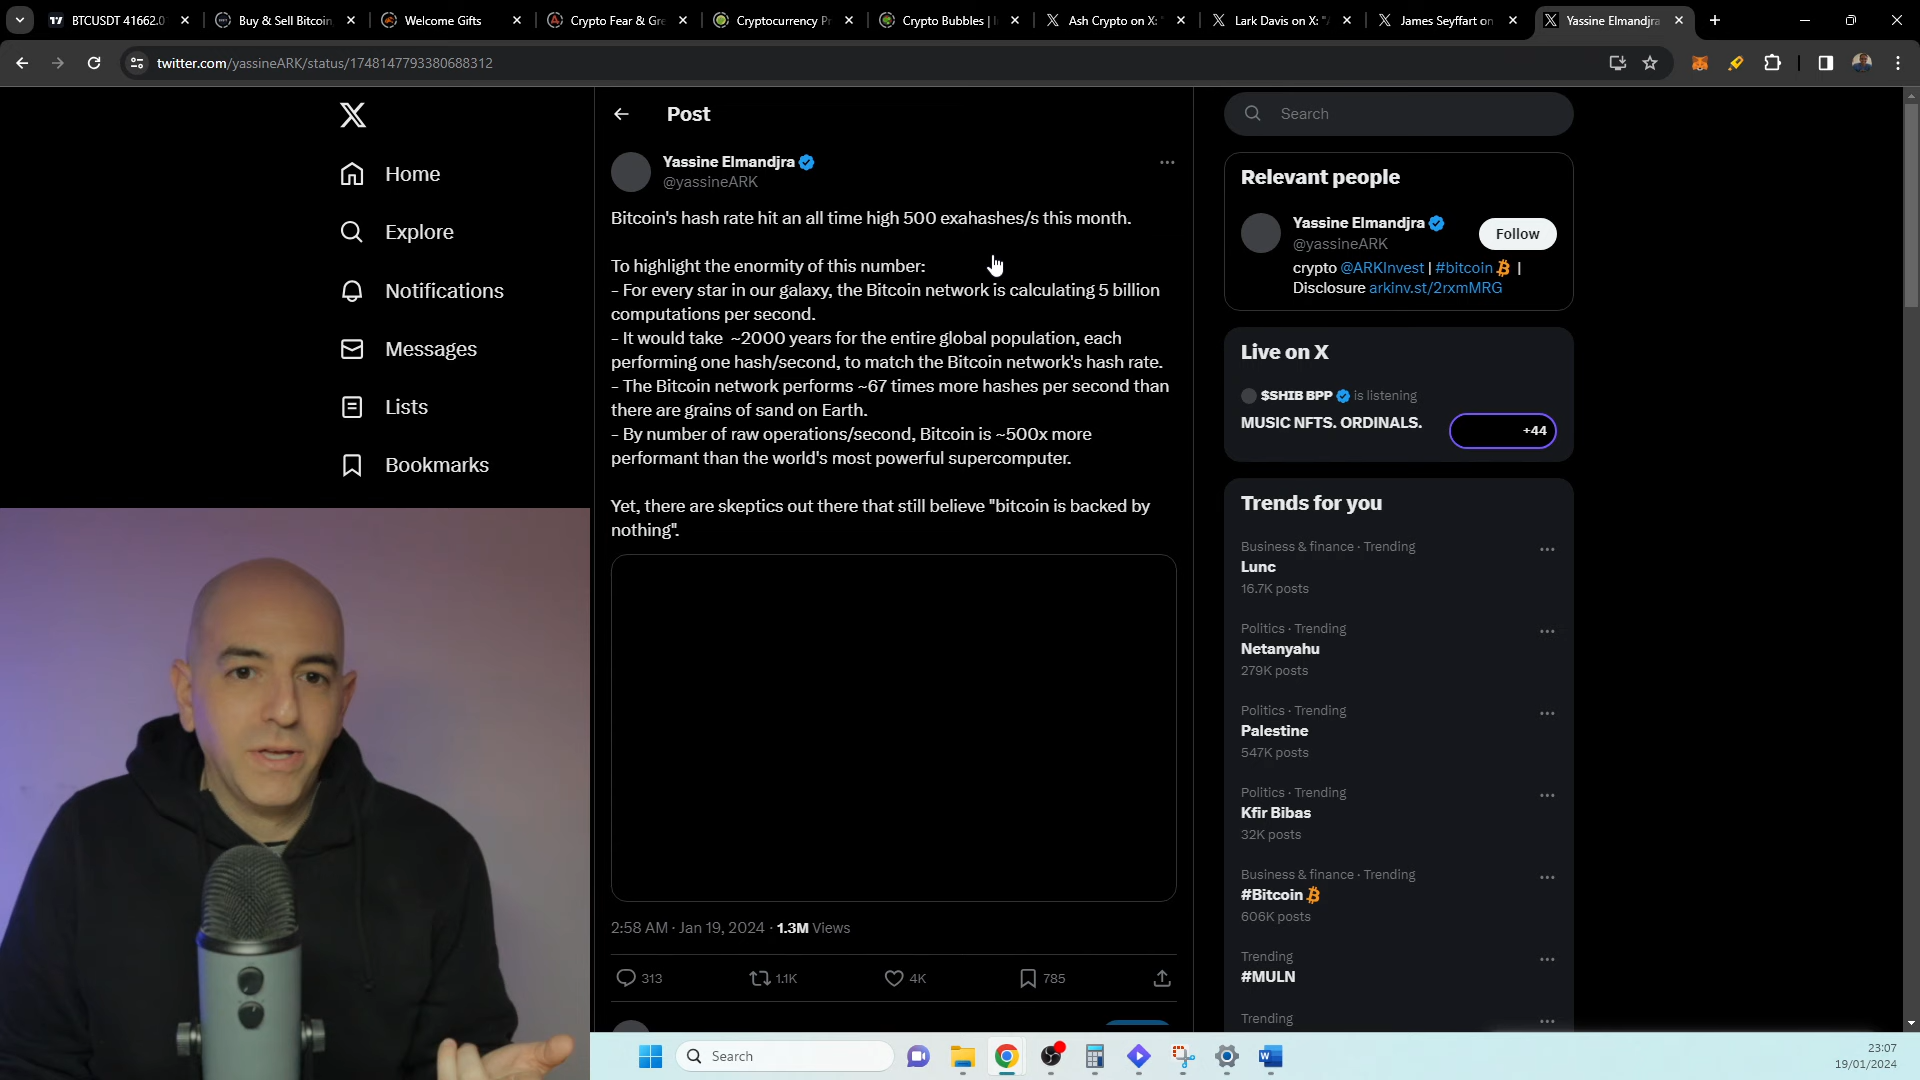 BTCUSDT 41662.0
Buy & Sell Bitcoin
Welcome Gifts
Crypto Fear & Gre
Cryptocurrency P
Crypto Bubbles | I
Ash Crypto on X: "
Lark Davis on X: "
James Seyffart on
Yassine Elmandjra
twitter.com/yassineARK/status/1748147793380688312
Home
Explore
Notifications
Messages
Lists
Bookmarks
Post
Yassine Elmandjra
@yassineARK
Bitcoin's hash rate hit an all time high 500 exahashes/s this month.
To highlight the enormity of this number:
- For every star in our galaxy, the Bitcoin network is calculating 5 billion
computations per second.
- It would take ~2000 years for the entire global population, each
performing one hash/second, to match the Bitcoin network's hash rate.
- The Bitcoin network performs ~67 times more hashes per second than
there are grains of sand on Earth.
- By number of raw operations/second, Bitcoin is ~500x more
performant than the world's most powerful supercomputer.
Yet, there are skeptics out there that still believe "bitcoin is backed by
nothing".
2:58 AM · Jan 19, 2024 · 1.3M Views
313
1.1K
4K
785
Search
Relevant people
Yassine Elmandjra
@yassineARK
Follow
crypto @ARKInvest | #bitcoin |
Disclosure arkinv.st/2rxmMRG
Live on X
$SHIB BPP is listening
MUSIC NFTS. ORDINALS.
+44
Trends for you
Business & finance · Trending
Lunc
16.7K posts
Politics · Trending
Netanyahu
279K posts
Politics · Trending
Palestine
547K posts
Politics · Trending
Kfir Bibas
32K posts
Business & finance · Trending
#Bitcoin
606K posts
Trending
#MULN
Trending
Search
23:07
19/01/2024